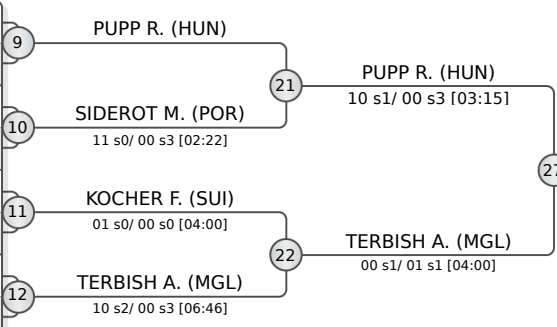 9
PUPP R. (HUN)
21
PUPP R. (HUN)
10 s1/ 00 s3 [03:15]
10
SIDEROT M. (POR)
11 s0/ 00 s3 [02:22]
27
11
KOCHER F. (SUI)
01 s0/ 00 s0 [04:00]
22
TERBISH A. (MGL)
00 s1/ 01 s1 [04:00]
12
TERBISH A. (MGL)
10 s2/ 00 s3 [06:46]